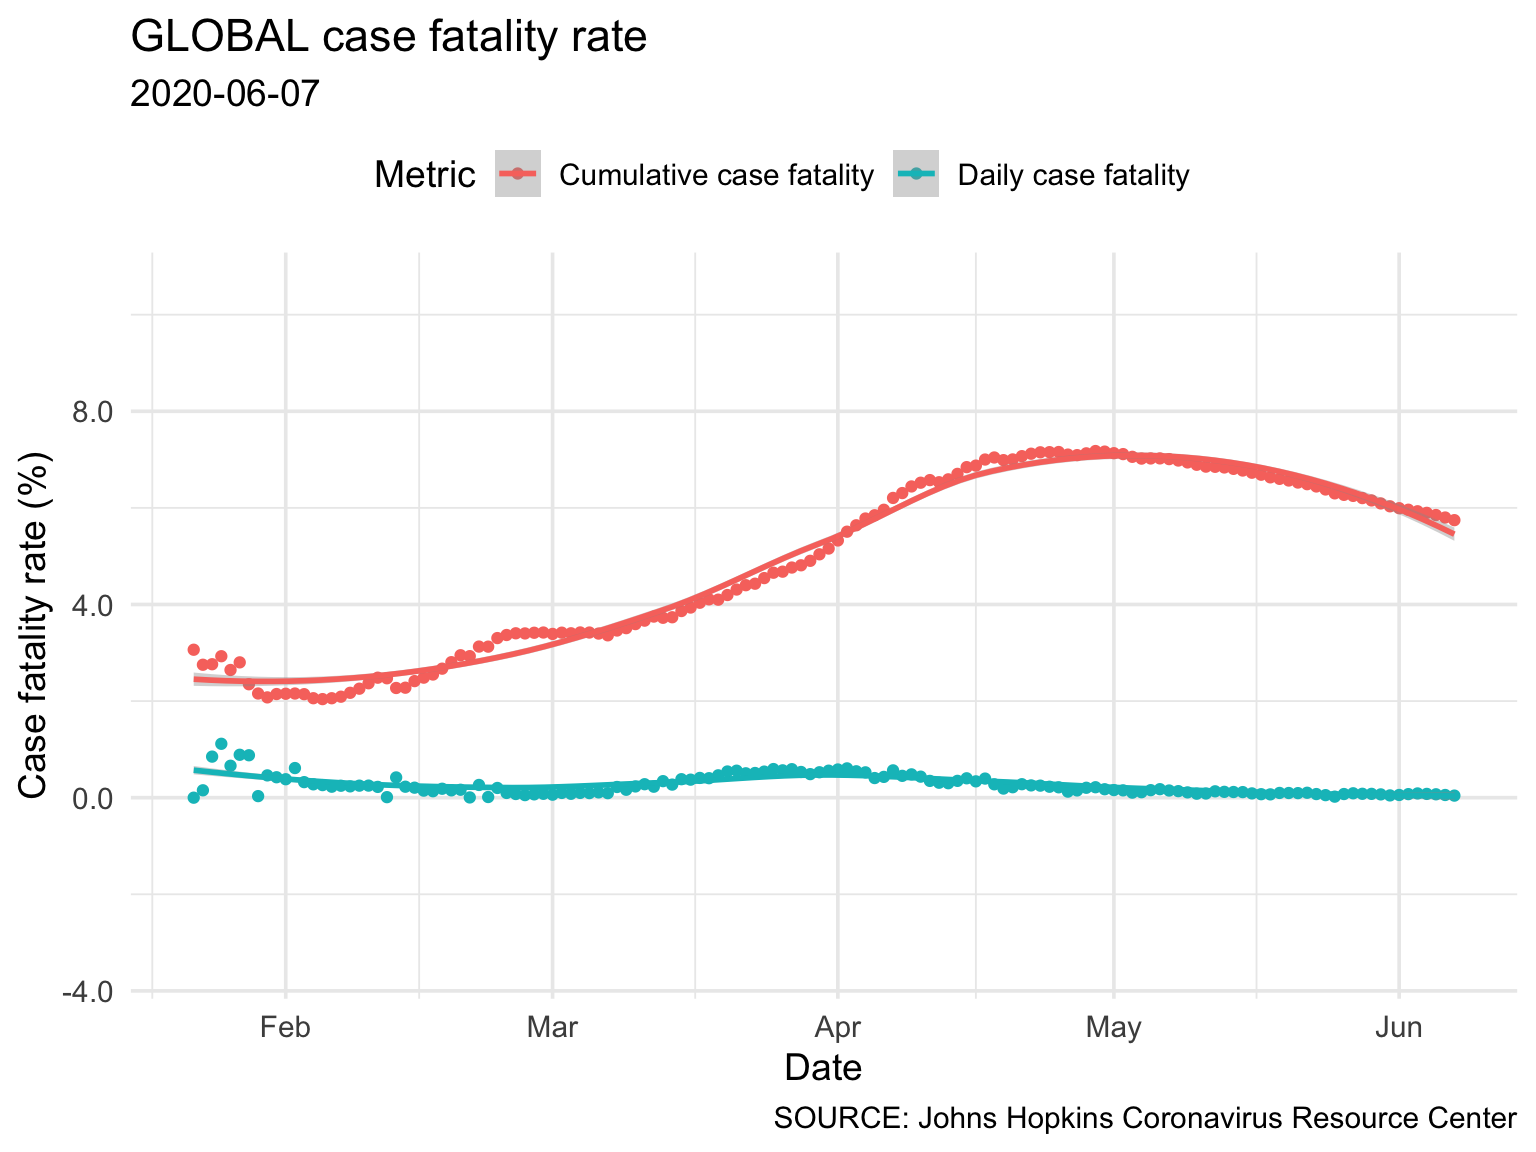 GLOBAL case fatality rate
2020-06-07
Metric Cumulative case fatality Daily case fatality
Case fatality rate (%)
8.0
4.0
0.0
-4.0
Feb Mar Apr May Jun
Date
SOURCE: Johns Hopkins Coronavirus Resource Center